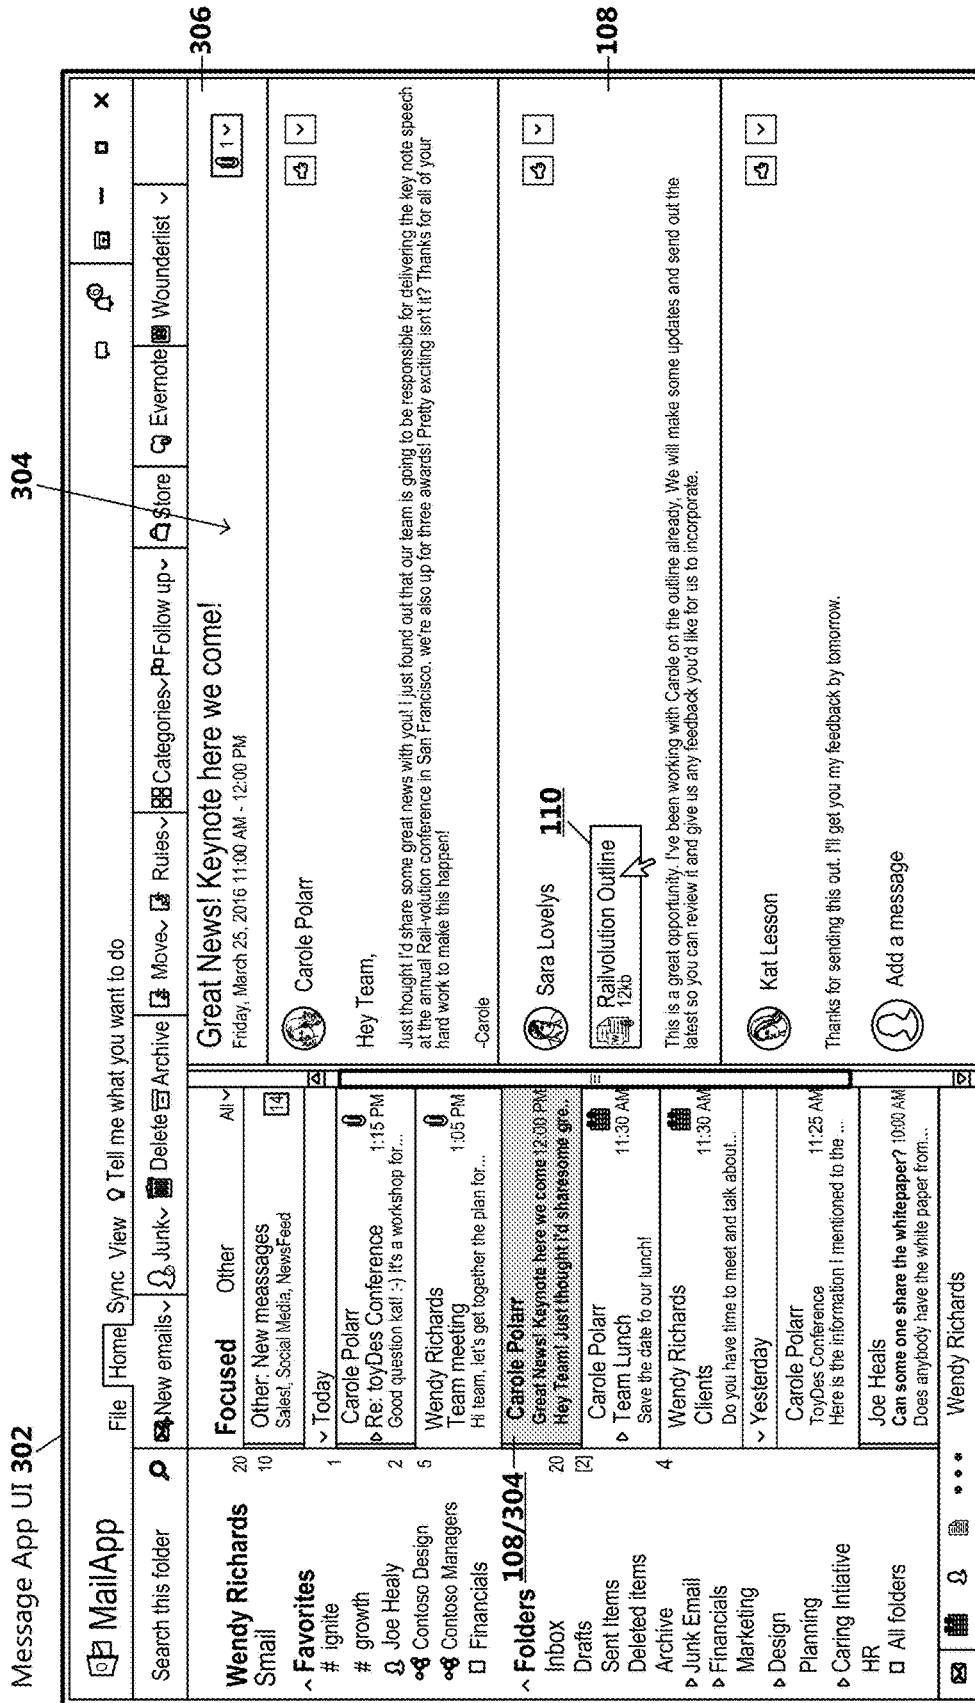 Message App UI 302
304
306
MailApp
File Home Sync View Tell me what you want to do
6
Search this folder
New emails Junk Delete Archive Move Rules Categories Follow up Store Evernote Wounderlist
Wendy Richards 20
Smail 10
Favorites
# ignite 1
# growth
Joe Healy 2
Contoso Design 5
Contoso Managers
Financials
108/304
Folders
Inbox 20
Drafts [2]
Sent Items
Deleted items
Archive 4
Junk Email
Financials
Marketing
Design
Planning
Caring Intiative
HR
All folders
Focused Other All
Other: New meassages 14
Sales!, Social Media, NewsFeed
Today
Carole Polarr
Re: toyDes Conference 1:15 PM
Good question kat! :-) It's a workshop for...
Wendy Richards
Team meeting 1:05 PM
Hi team, let's get together the plan for...
Carole Polarr
Great News! Keynote here we come 12:00 PM
Hey Team! Just thought I'd sharesome gre..
Carole Polarr
Team Lunch 11:30 AM
Save the date fo our lunch!
Wendy Richards
Clients 11:30 AM
Do you have time to meet and talk about...
Yesterday
Carole Polarr
ToyDes Conference 11:25 AM
Here is the information I mentioned to the ...
Joe Heals
Can some one share the whitepaper? 10:00 AM
Does anybody have the white paper from...
Wendy Richards
Great News! Keynote here we come!
Friday, March 25, 2016 11:00 AM - 12:00 PM
1
Carole Polarr
Hey Team,
Just thought I'd share some great news with you! I just found out that our team is going to be responsible for delivering the key note speech
at the annual Rail-volution conference in San Francisco. we're also up for three awards! Pretty exciting isn't it? Thanks for all of your
hard work to make this happen!
-Carole
108
Sara Lovelys
110
Railvolution Outline
12kb
This is a great opportunity. I've been working with Carole on the outline already. We will make some updates and send out the
latest so you can review it and give us any feedback you'd like for us to incorporate.
Kat Lesson
Thanks for sending this out. I'll get you my feedback by tomorrow.
Add a message